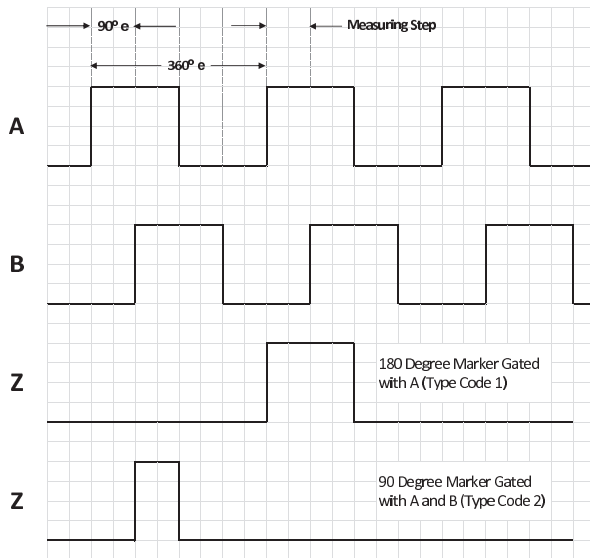 90° e
Measuring Step
360° e
A
B
Z
180 Degree Marker Gated
with A (Type Code 1)
Z
90 Degree Marker Gated
with A and B (Type Code 2)